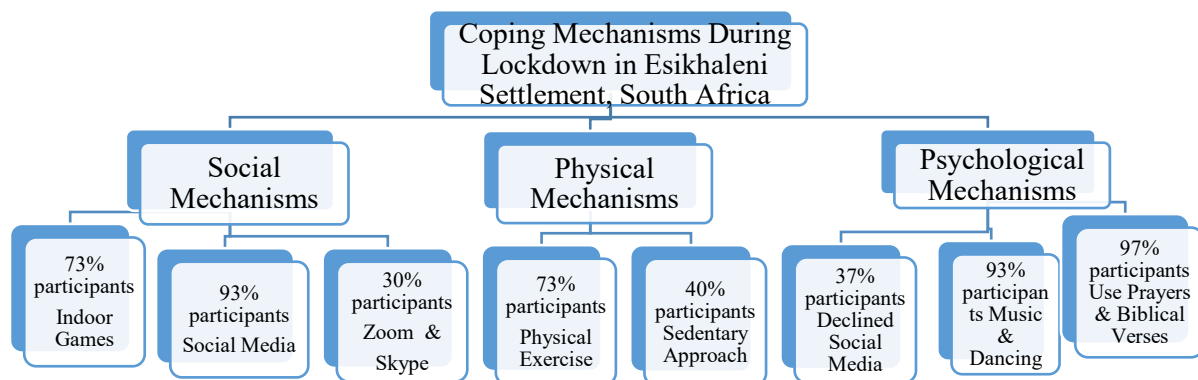 Coping Mechanisms During
Lockdown in Esikhaleni
Settlement, South Africa
Social
Mechanisms
Physical
Mechanisms
Psychological
Mechanisms
73%
participants
Indoor
Games
93%
participants
Social Media
30%
participants
Zoom &
Skype
73%
participants
Physical
Exercise
40%
participants
Sedentary
Approach
37%
participants
Declined
Social
Media
93%
participan
ts Music
&
Dancing
97%
participants
Use Prayers
& Biblical
Verses